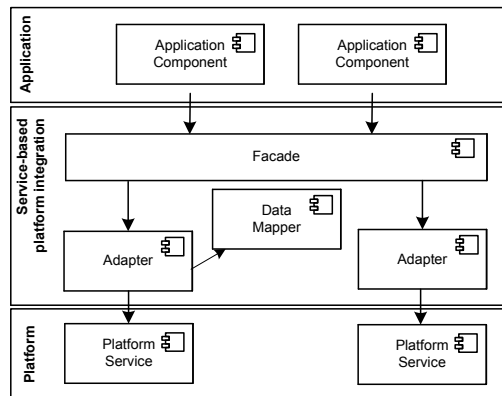 Application
Application
Component
Application
Component
Service-based
platform integration
Facade
Data
Mapper
Adapter
Adapter
Platform
Platform
Service
Platform
Service